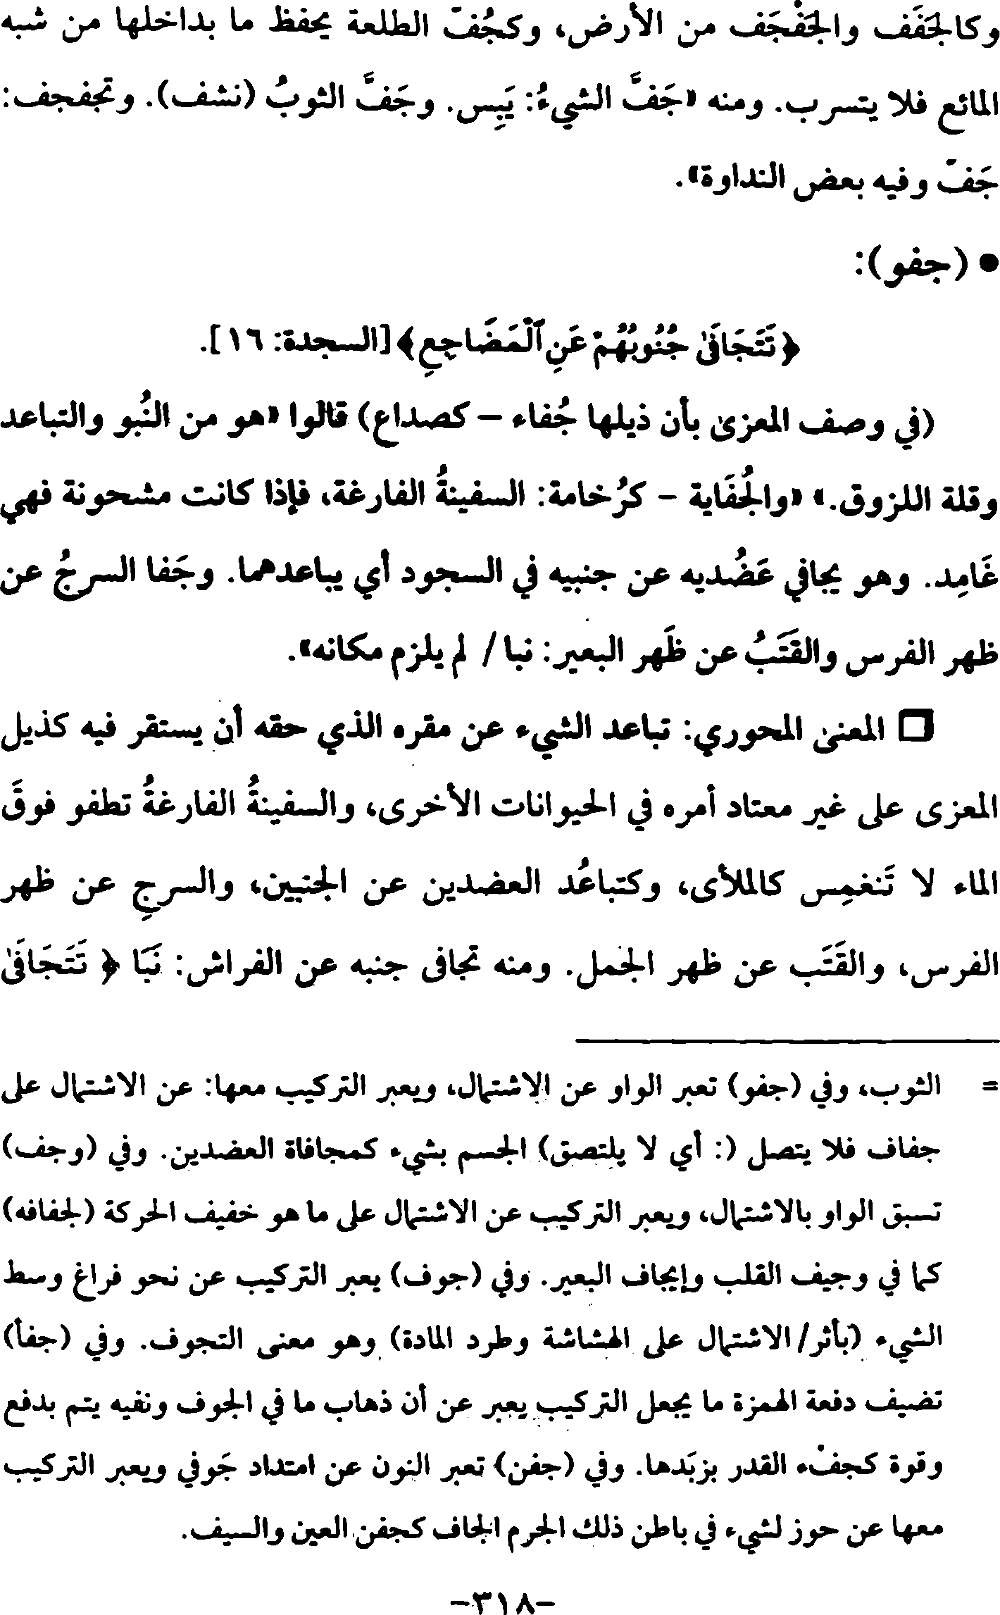 وكالجَفَف والجَفْجَف من الأرض، وكجُفّ الطلعة يحفظ ما بداخلها من شبه
المائع فلا يتسرب. ومنه «جَفَّ الشيءُ: يَبِس. وجَفَّ الثوبُ (نشف). وتجفجف:
جَفّ وفيه بعض النداوة».
● (جفو):
﴿تَتَجَافَىٰ جُنُوبُهُمْ عَنِ ٱلْمَضَاجِعِ﴾ [السجدة: ١٦].
(في وصف المعزى بأن ذيلها جُفاء – كصداع) قالوا «هو من النُبو والتباعد
وقلة اللزوق.» «والجُفَاية – كرُخامة: السفينةُ الفارغة، فإذا كانت مشحونة فهي
غَامِد. وهو يجافي عَضُديه عن جنبيه في السجود أي يباعدهما. وجَفا السرجُ عن
ظهر الفرس والقَتَبُ عن ظَهر البعير: نبا / لم يلزم مكانه».
❒ المعنى المحوري: تباعد الشيء عن مقره الذي حقه أن يستقر فيه كذيل
المعزى على غير معتاد أمره في الحيوانات الأخرى، والسفينةُ الفارغةُ تطفو فوقَ
الماء لا تَنغمِس كالملأى، وكتباعُد العضدين عن الجنبين، والسرجِ عن ظهر
الفرس، والقَتَب عن ظهر الجمل. ومنه تجافى جنبه عن الفراش: نَبَا ﴿ تَتَجَافَىٰ
= الثوب، وفي (جفو) تعبر الواو عن الاشتمال، ويعبر التركيب معها: عن الاشتمال على
جفاف فلا يتصل (: أي لا يلتصق) الجسم بشيء كمجافاة العضدين. وفي (وجف)
تسبق الواو بالاشتمال، ويعبر التركيب عن الاشتمال على ما هو خفيف الحركة (لجفافه)
كما في وجيف القلب وإيجاف البعير. وفي (جوف) يعبر التركيب عن نحو فراغ وسط
الشيء (بأثر/الاشتمال على الهشاشة وطرد المادة) وهو معنى التجوف. وفي (جفأ)
تضيف دفعة الهمزة ما يجعل التركيب يعبر عن أن ذهاب ما في الجوف ونفيه يتم بدفع
وقوة كجفْء القدر بزبَدها. وفي (جفن) تعبر النون عن امتداد جَوفي ويعبر التركيب
معها عن حوز لشيء في باطن ذلك الجرم الجاف كجفن العين والسيف.
-٣١٨-